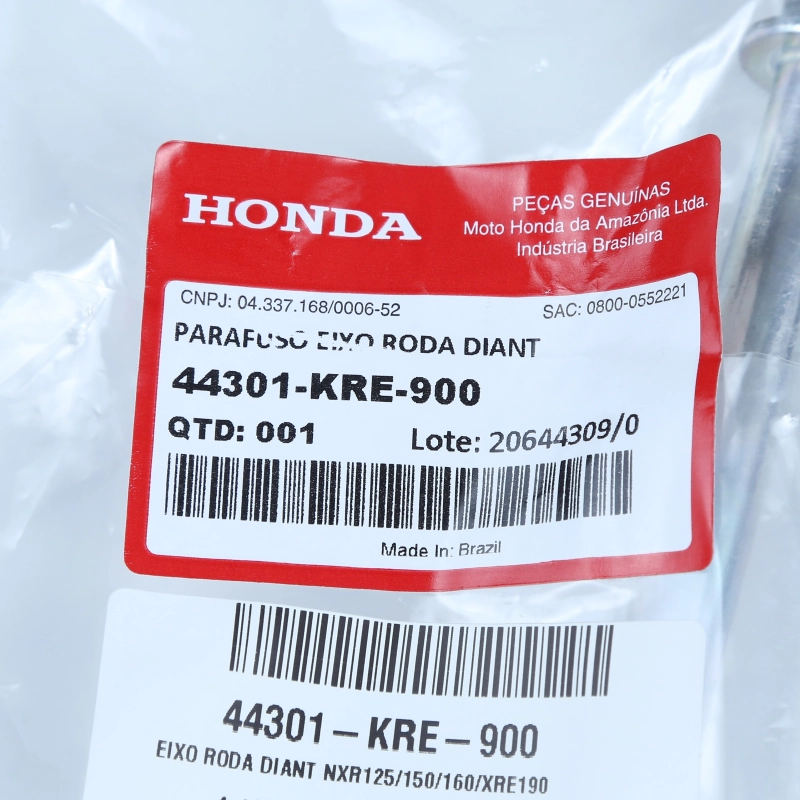 HONDA
PEÇAS GENUÍNAS
Moto Honda da Amazônia Ltda.
Indústria Brasileira
CNPJ: 04.337.168/0006-52
SAC: 0800-0552221
PARAFUSO EIXO RODA DIANT
44301-KRE-900
QTD: 001
Lote: 20644309/0
Made In: Brazil
44301-KRE-900
EIXO RODA DIANT NXR125/150/160/XRE190